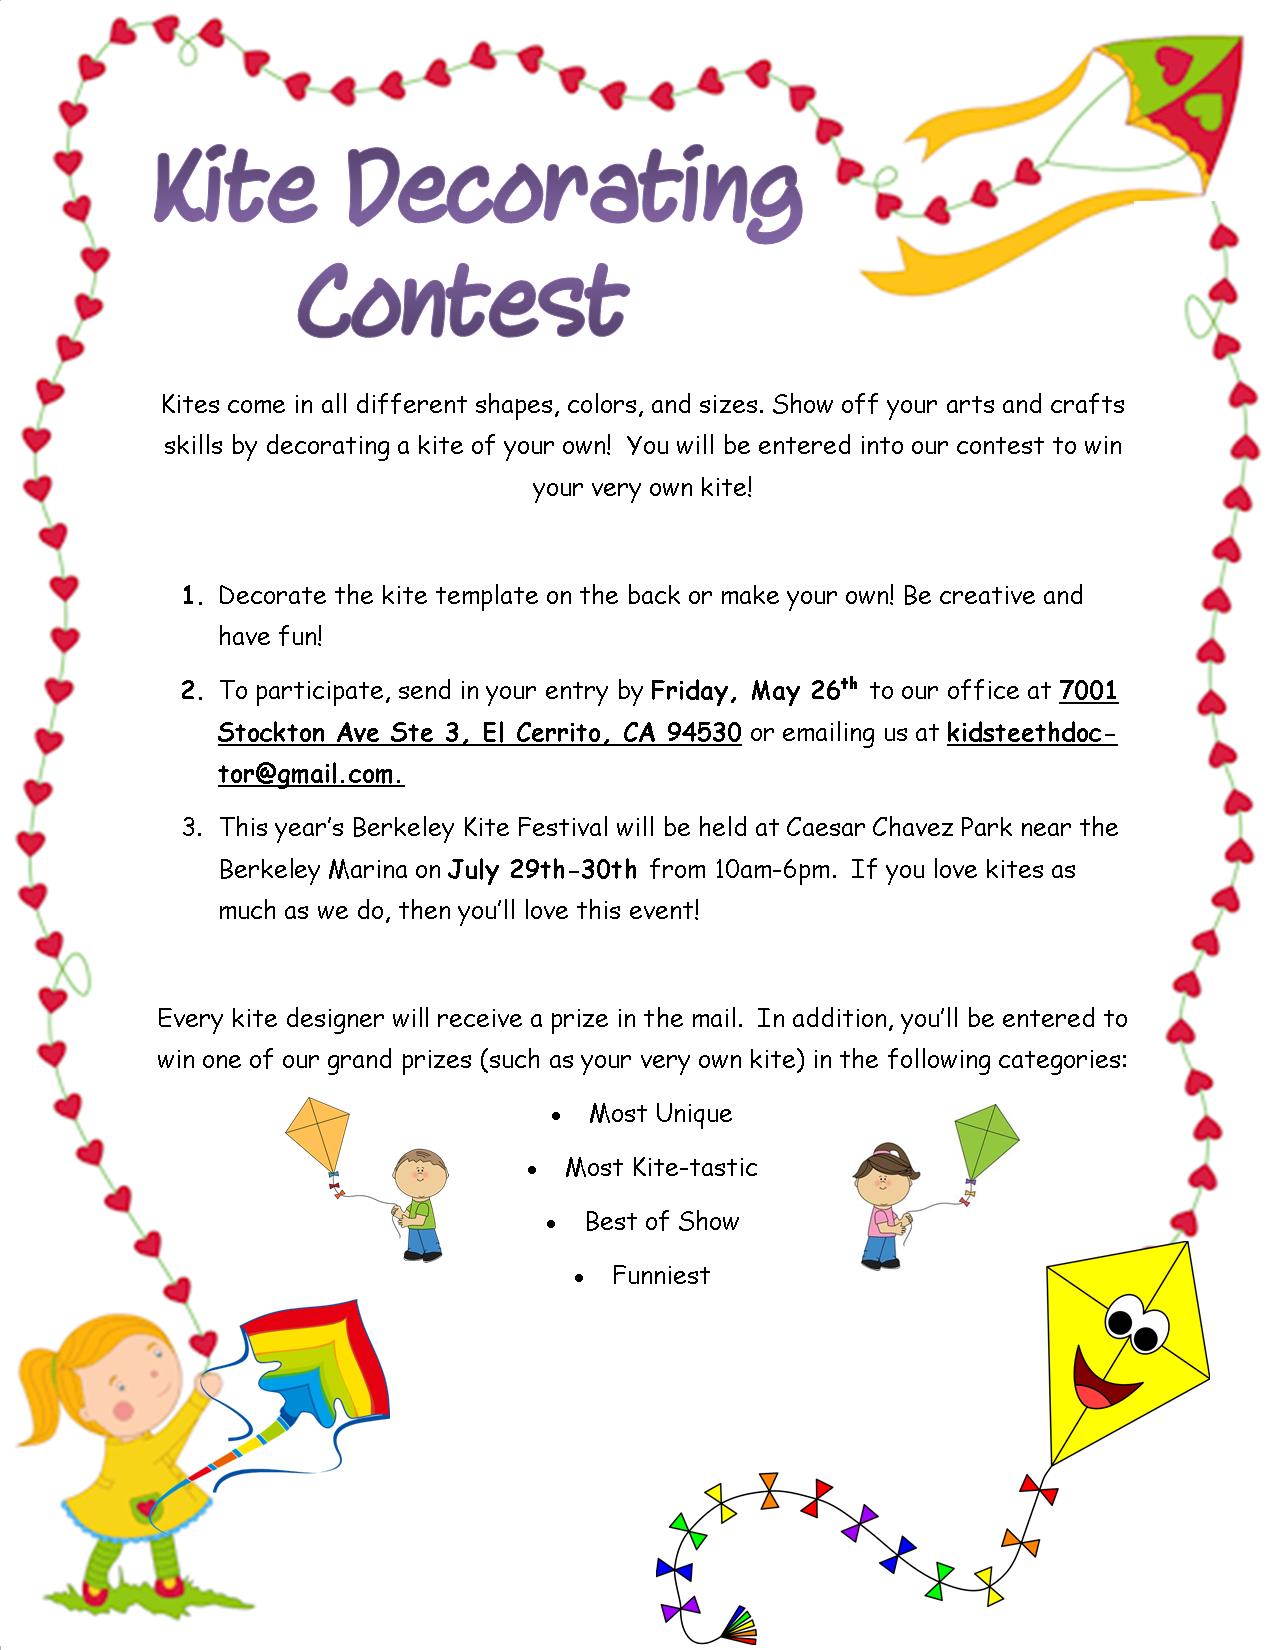 Kite Decorating
Contest
Kites come in all different shapes, colors, and sizes. Show off your arts and crafts
skills by decorating a kite of your own!  You will be entered into our contest to win
your very own kite!
1. Decorate the kite template on the back or make your own! Be creative and
have fun!
2. To participate, send in your entry by Friday, May 26th to our office at 7001
Stockton Ave Ste 3, El Cerrito, CA 94530 or emailing us at kidsteethdoc-
tor@gmail.com.
3. This year’s Berkeley Kite Festival will be held at Caesar Chavez Park near the
Berkeley Marina on July 29th-30th from 10am-6pm.  If you love kites as
much as we do, then you’ll love this event!
Every kite designer will receive a prize in the mail.  In addition, you’ll be entered to
win one of our grand prizes (such as your very own kite) in the following categories:
• Most Unique
• Most Kite-tastic
• Best of Show
• Funniest